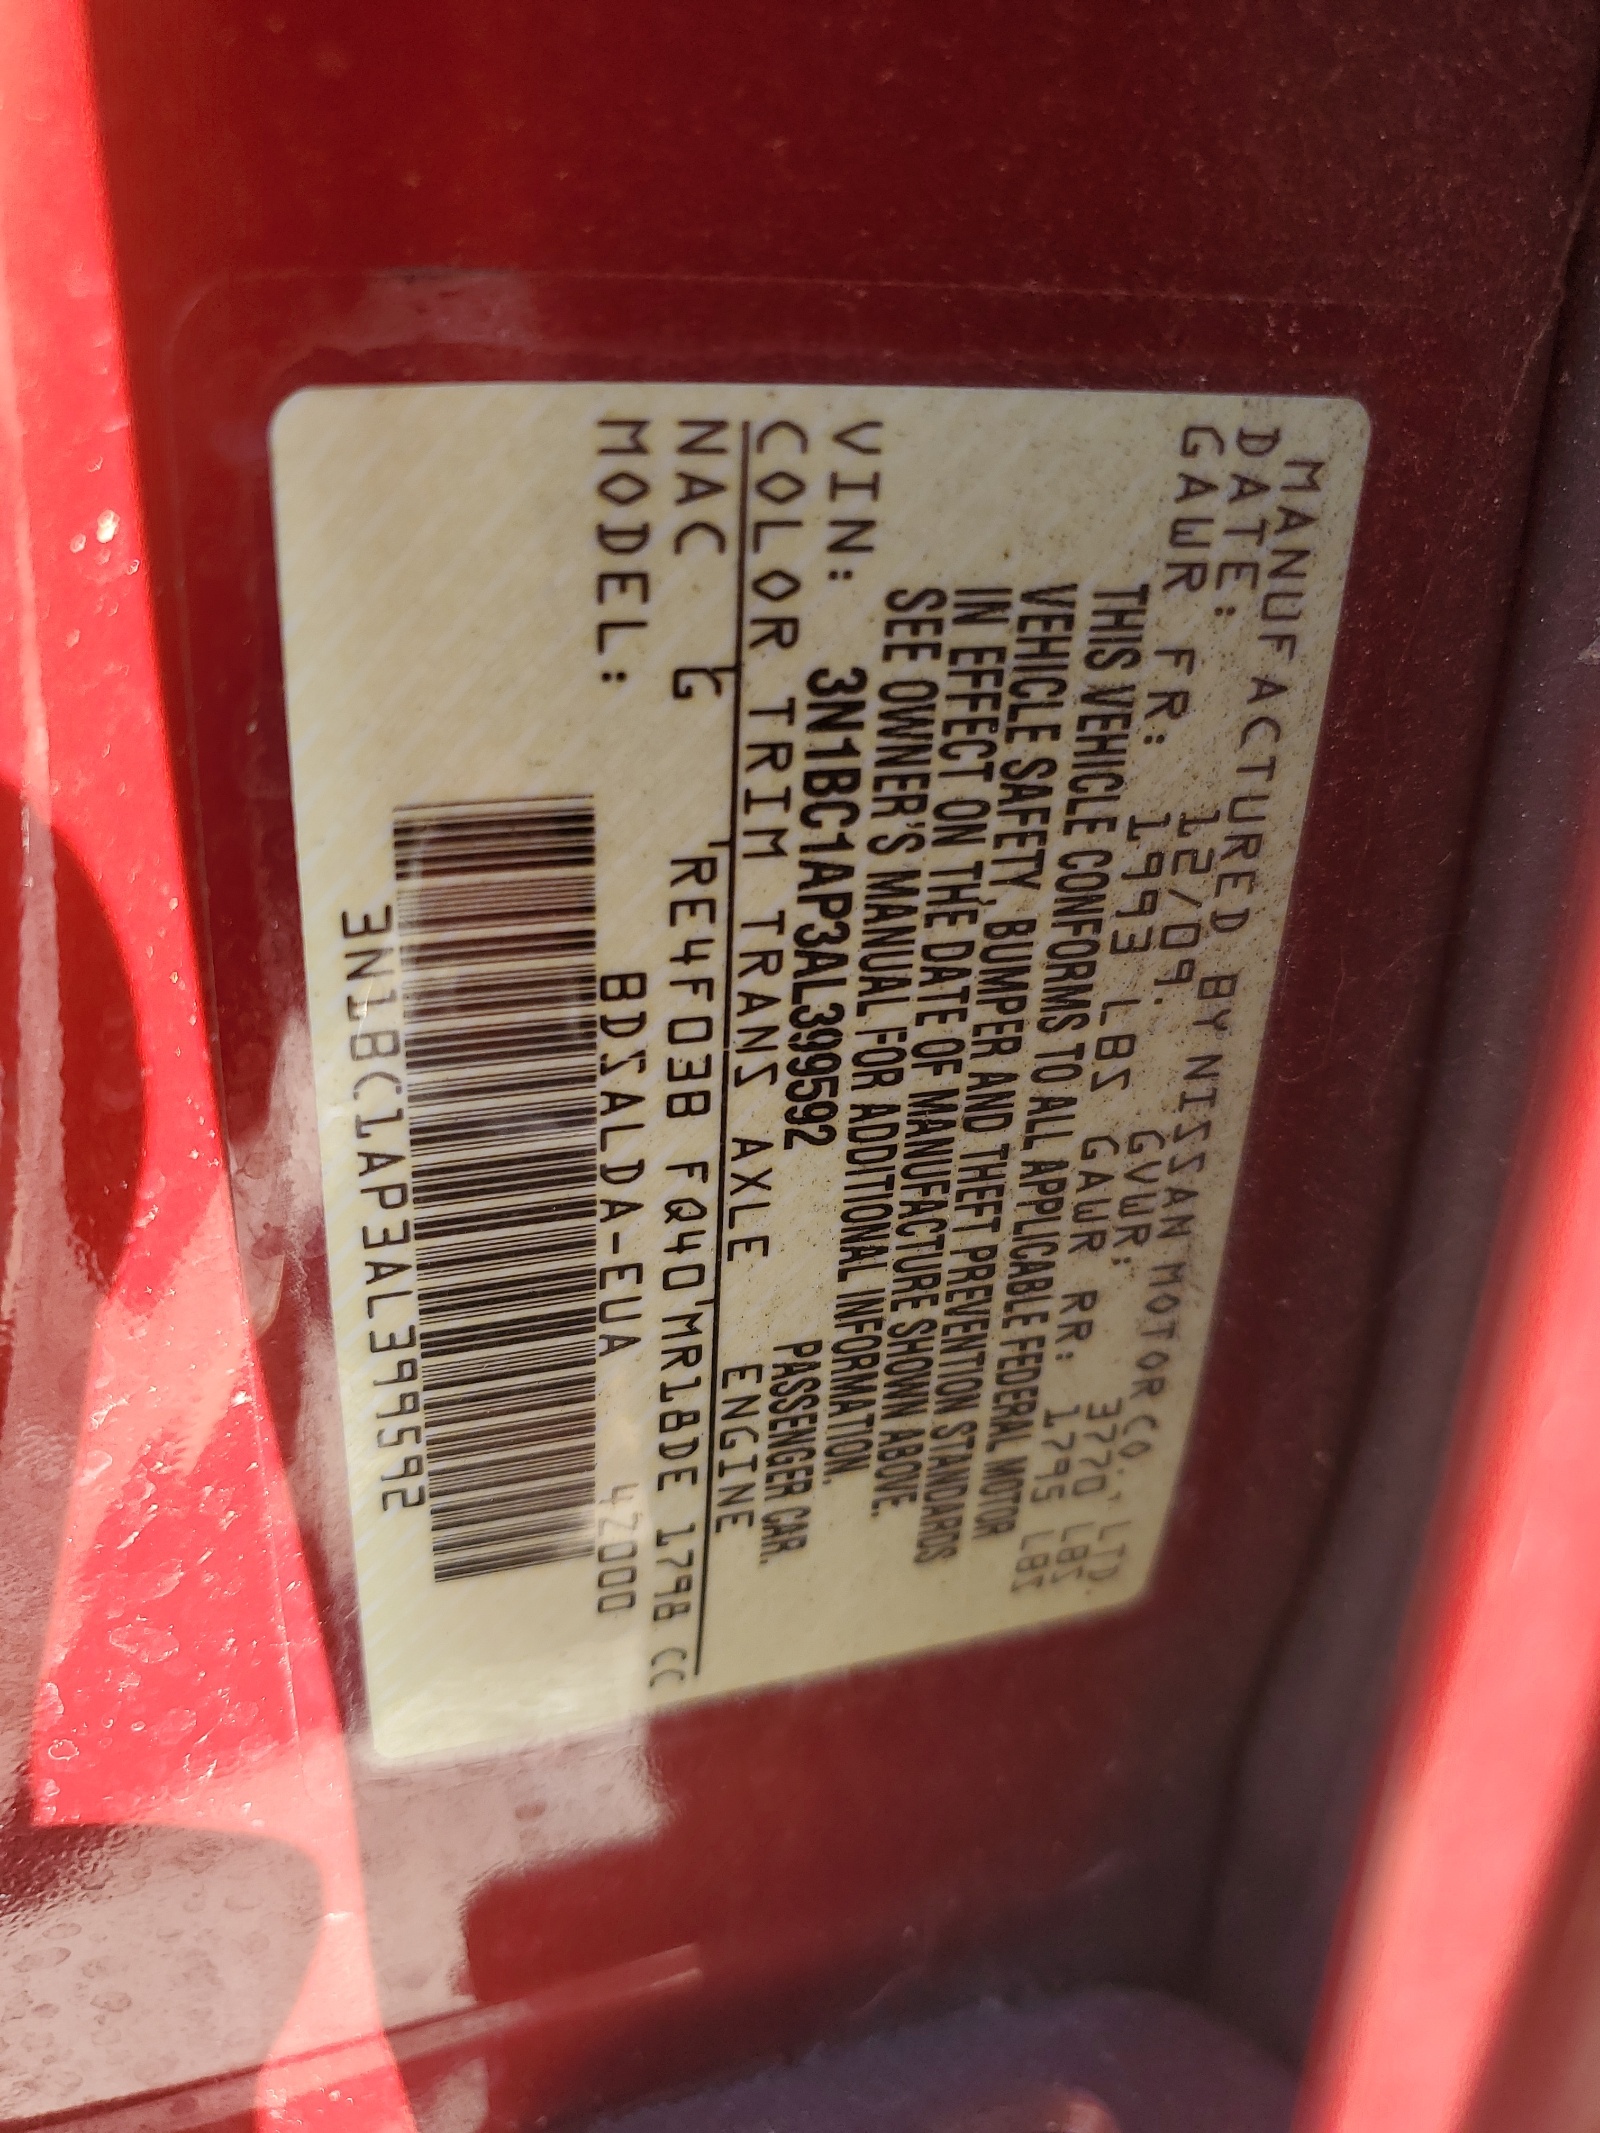 MANUFACTURED BY NISSAN MOTOR CO., LTD.
DATE: 12/09. GVWR: 3770 LBS
GAWR FR: 1993 LBS GAWR RR: 1795 LBS
THIS VEHICLE CONFORMS TO ALL APPLICABLE FEDERAL MOTOR
VEHICLE SAFETY, BUMPER AND THEFT PREVENTION STANDARDS
IN EFFECT ON THE DATE OF MANUFACTURE SHOWN ABOVE.
SEE OWNER'S MANUAL FOR ADDITIONAL INFORMATION.
VIN: 3N1BC1AP3AL399592 PASSENGER CAR.
COLOR TRIM TRANS AXLE ENGINE
NAC G RE4F03B FQ40 MR18DE 1798 CC
MODEL: BDSALDA-EUA 4Z000
3N1BC1AP3AL399592